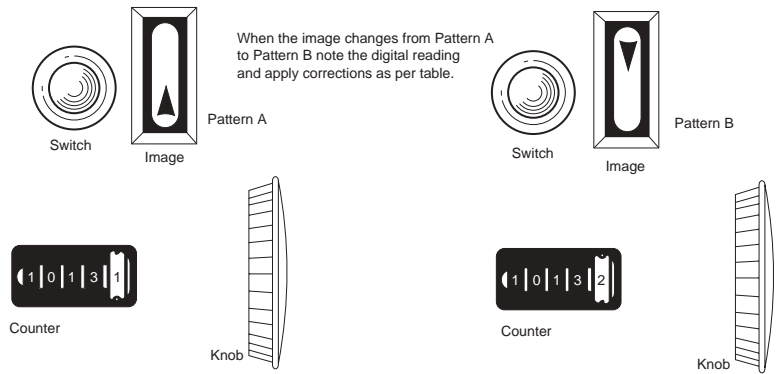 When the image changes from Pattern A
to Pattern B note the digital reading
and apply corrections as per table.
Pattern A
Switch
Image
Pattern B
Switch
Image
1 0 1 3 1
Counter
Knob
1 0 1 3 2
Counter
Knob